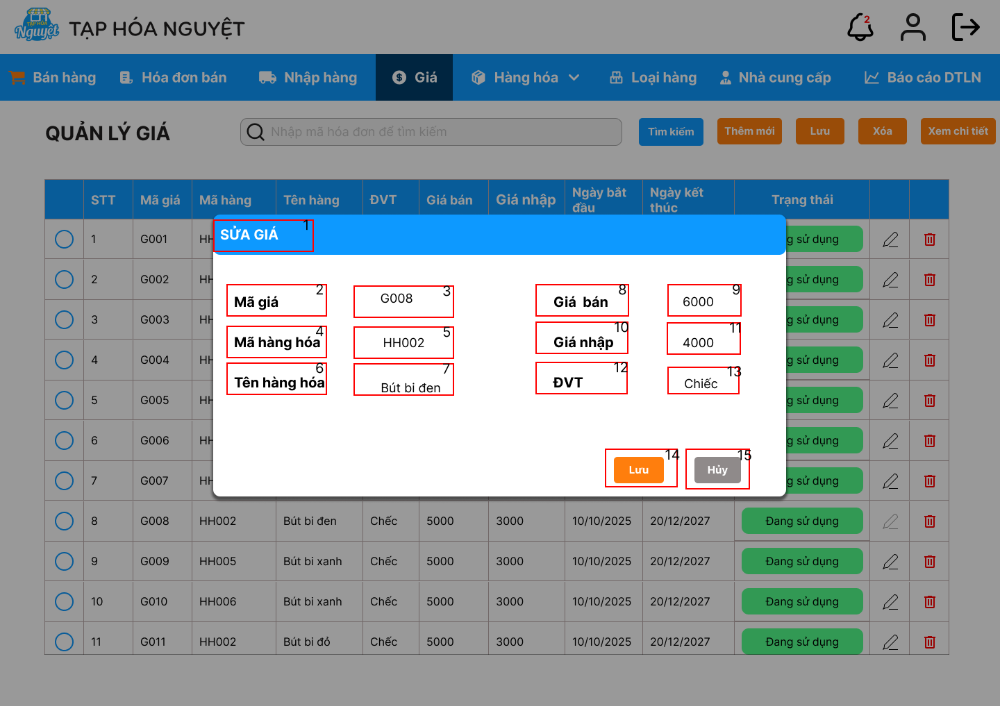 TẠP HÓA
Nguyệt
TẠP HÓA NGUYỆT
2
Bán hàng Hóa đơn bán Nhập hàng Giá Hàng hóa Loại hàng Nhà cung cấp Báo cáo DTLN
QUẢN LÝ GIÁ Nhập mã hóa đơn để tìm kiếm Tìm kiếm Thêm mới Lưu Xóa Xem chi tiết
STT Mã giá Mã hàng Tên hàng ĐVT Giá bán Giá nhập Ngày bắt đầu Ngày kết thúc Trạng thái
SỬA GIÁ 1
Mã giá 2 G008 3 Giá bán 8 6000 9
Mã hàng hóa 4 HH002 5 Giá nhập 10 4000 11
Tên hàng hóa 6 Bút bi đen 7 ĐVT 12 Chiếc 13
Lưu 14 Hủy 15
1 G001 HH g sử dụng
2 G002 HH g sử dụng
3 G003 HH g sử dụng
4 G004 HH g sử dụng
5 G005 HH g sử dụng
6 G006 HH g sử dụng
7 G007 HH g sử dụng
8 G008 HH002 Bút bi đen Chếc 5000 3000 10/10/2025 20/12/2027 Đang sử dụng
9 G009 HH005 Bút bi xanh Chếc 5000 3000 10/10/2025 20/12/2027 Đang sử dụng
10 G010 HH006 Bút bi xanh Chếc 5000 3000 10/10/2025 20/12/2027 Đang sử dụng
11 G011 HH002 Bút bi đỏ Chếc 5000 3000 10/10/2025 20/12/2027 Đang sử dụng